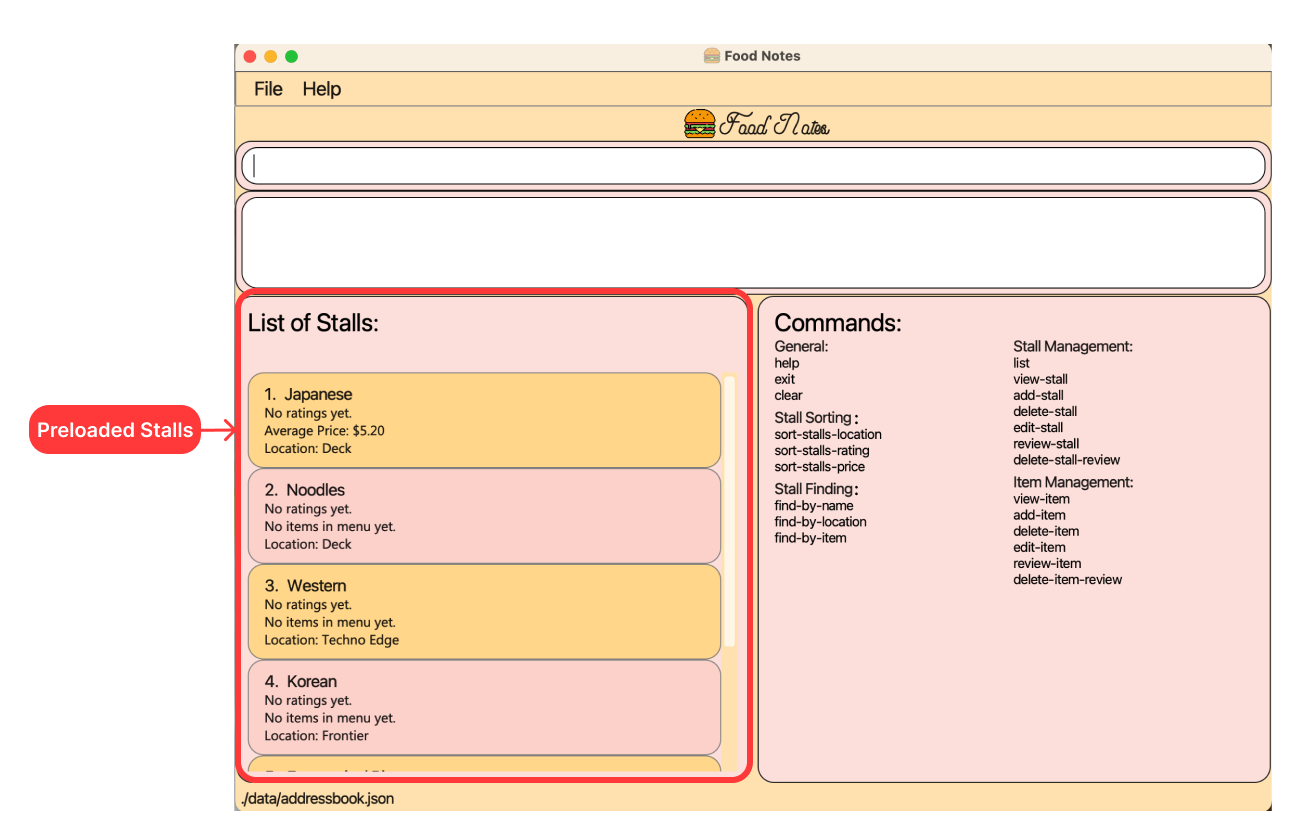 Food Notes
File Help
Food Notes
List of Stalls:
1. Japanese
No ratings yet.
Average Price: $5.20
Location: Deck
2. Noodles
No ratings yet.
No items in menu yet.
Location: Deck
3. Western
No ratings yet.
No items in menu yet.
Location: Techno Edge
4. Korean
No ratings yet.
No items in menu yet.
Location: Frontier
Preloaded Stalls
Commands:
General:
help
exit
clear
Stall Sorting:
sort-stalls-location
sort-stalls-rating
sort-stalls-price
Stall Finding:
find-by-name
find-by-location
find-by-item
Stall Management:
list
view-stall
add-stall
delete-stall
edit-stall
review-stall
delete-stall-review
Item Management:
view-item
add-item
delete-item
edit-item
review-item
delete-item-review
./data/addressbook.json